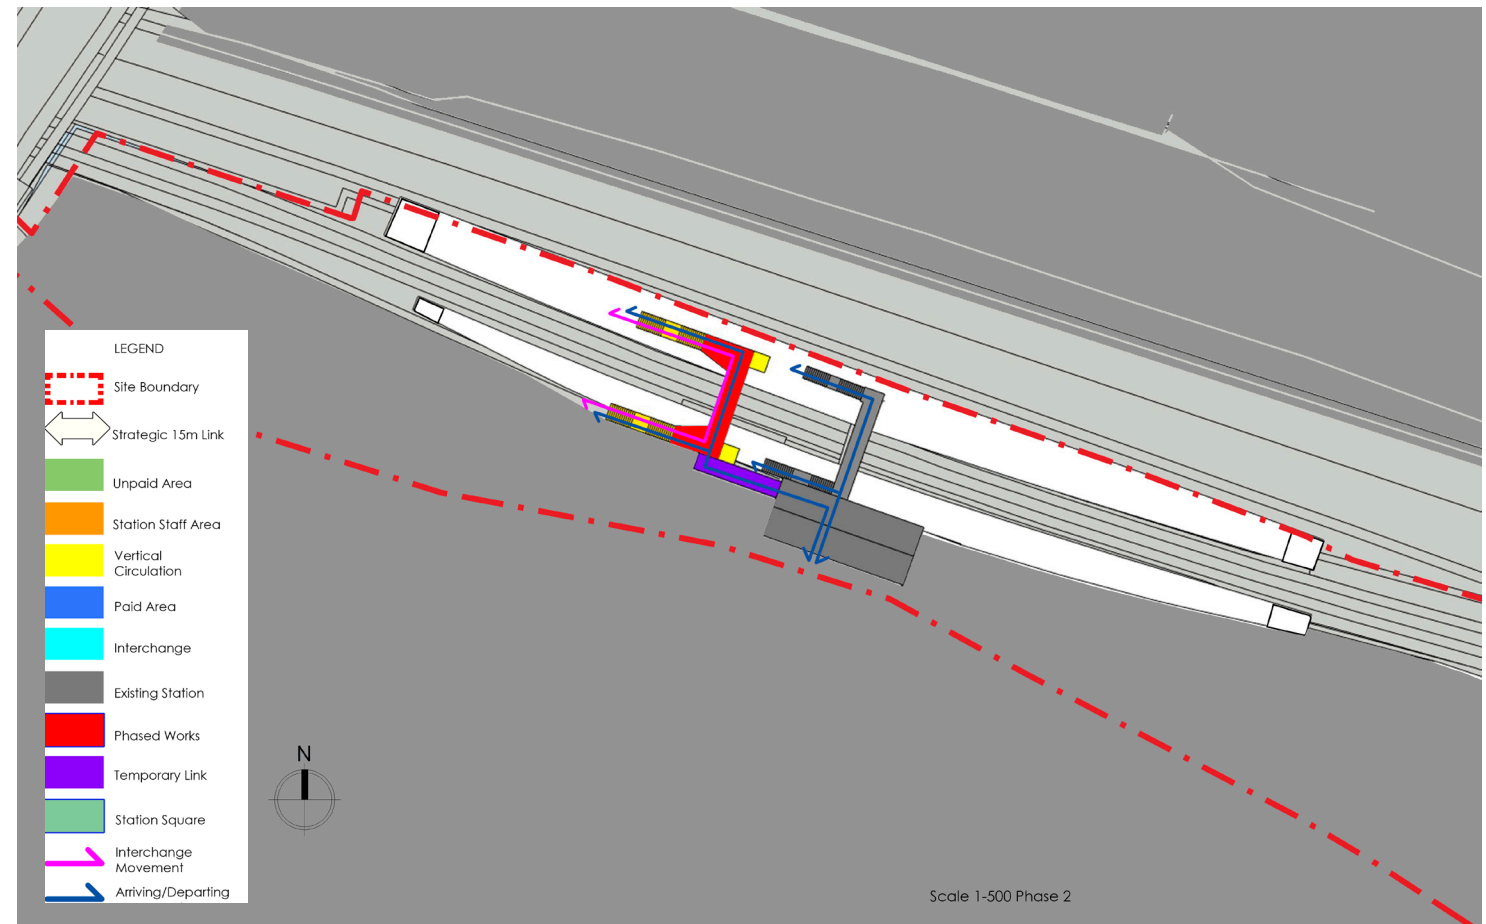 LEGEND
Site Boundary
Strategic 15m Link
Unpaid Area
Station Staff Area
Vertical
Circulation
Paid Area
Interchange
Existing Station
Phased Works
Temporary Link
Station Square
Interchange
Movement
Arriving/Departing
N
Scale 1-500 Phase 2